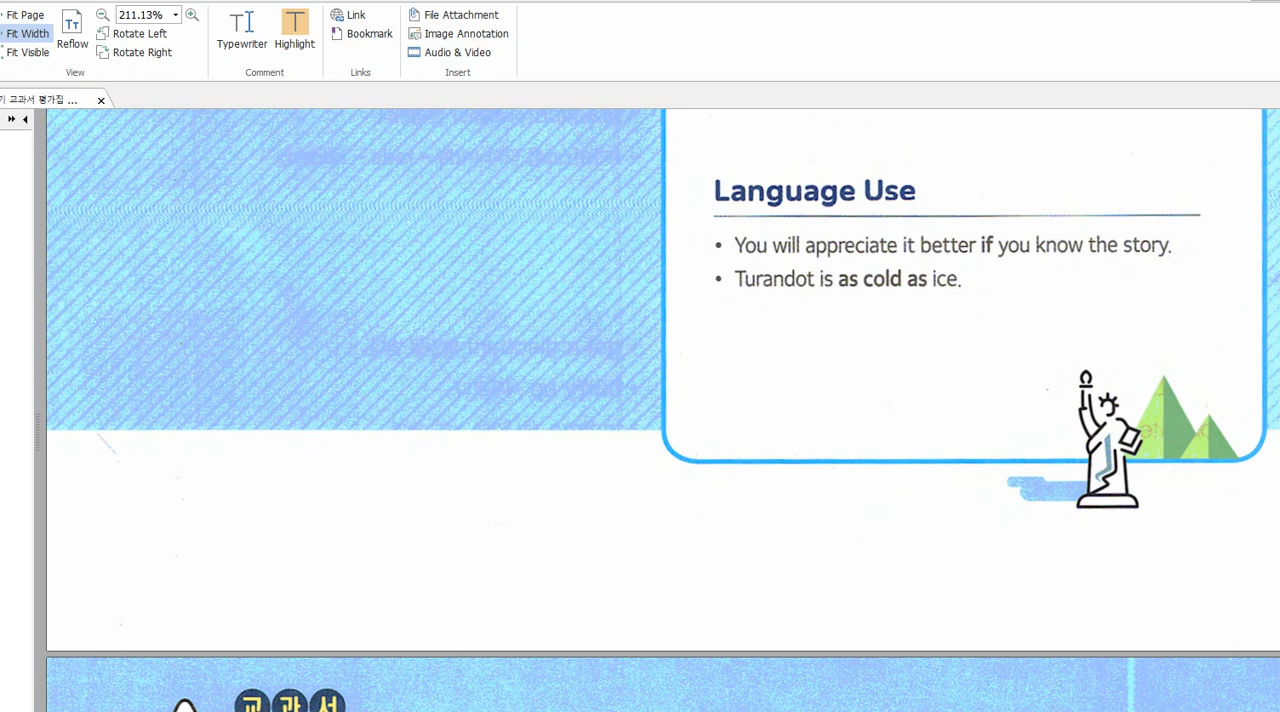 Fit Page
211.13%
Link
File Attachment
Fit Width
Rotate Left
Bookmark
Image Annotation
Reflow
Typewriter
Highlight
Fit Visible
Rotate Right
Audio & Video
View
Comment
Links
Insert
기 교과서 평가집 ...
Language Use
• You will appreciate it better if you know the story.
• Turandot is as cold as ice.
교과서